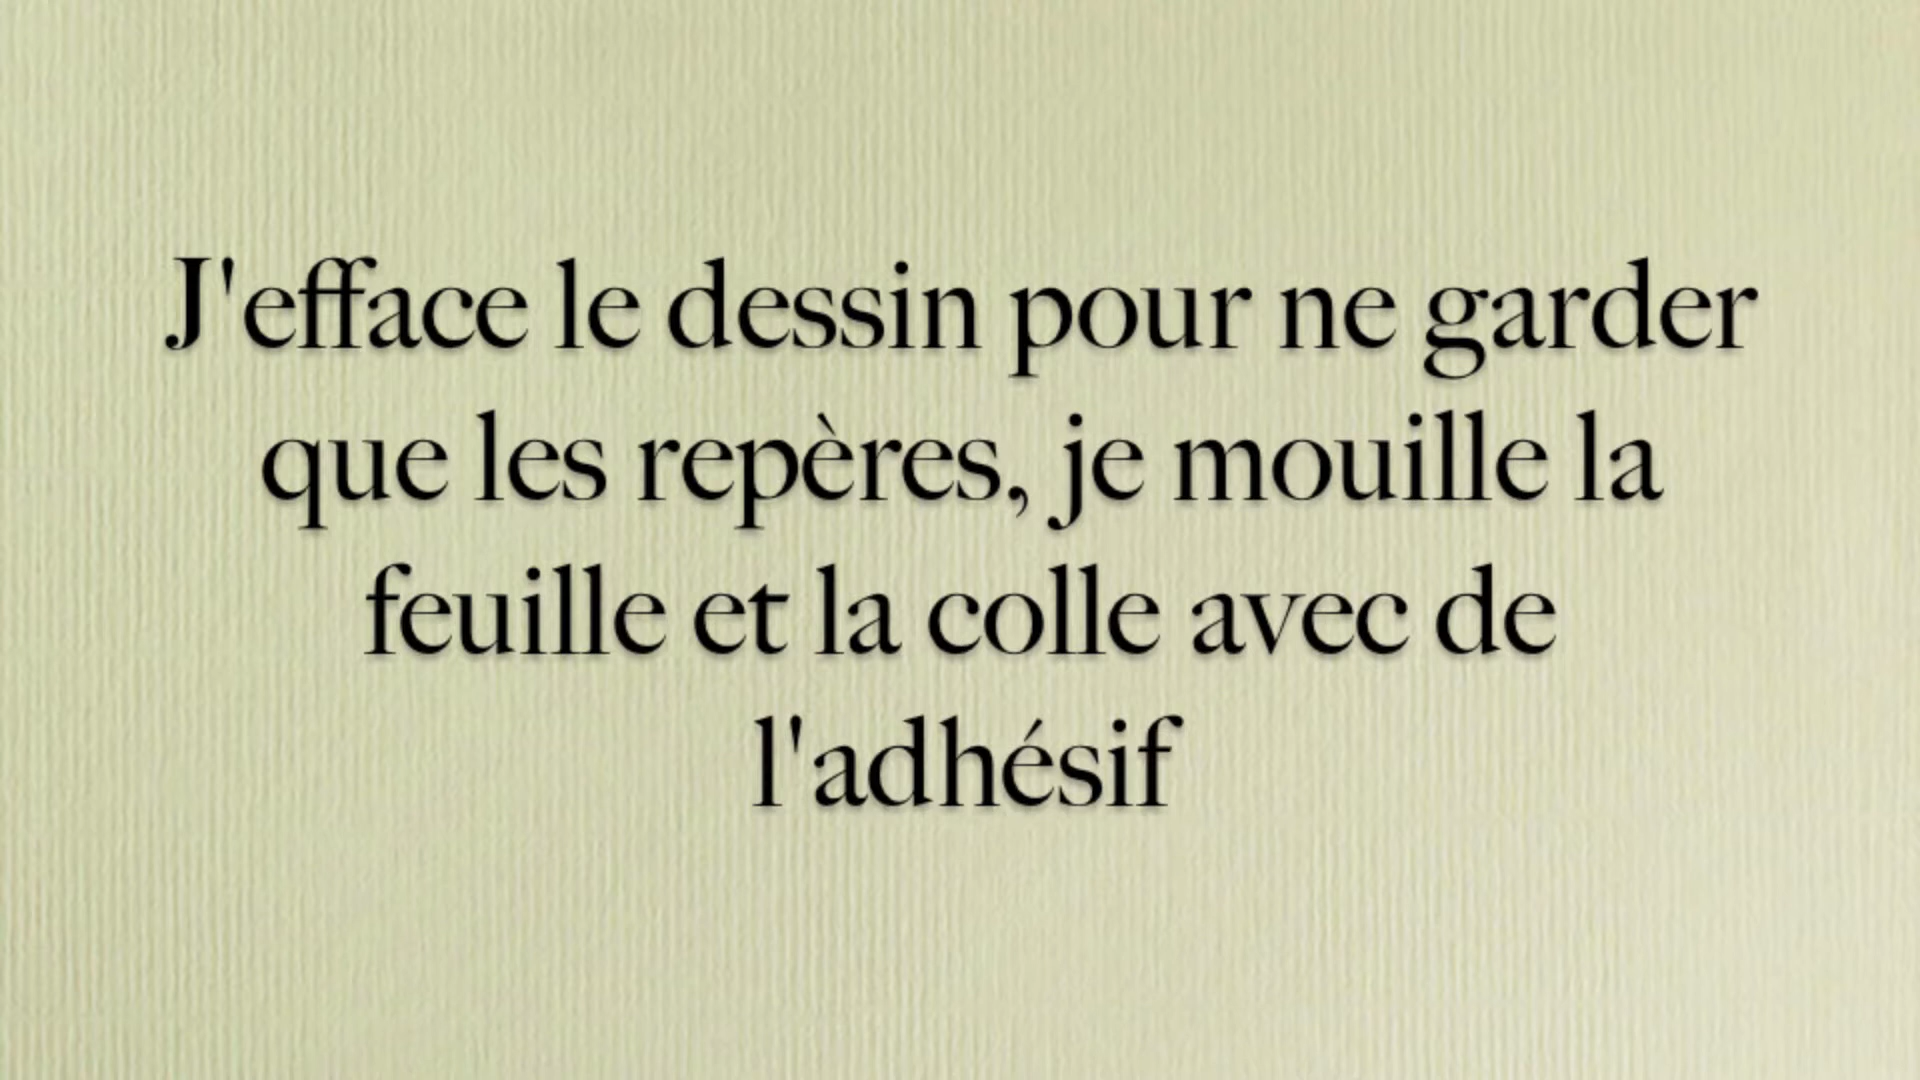 J'efface le dessin pour ne garder
que les repères, je mouille la
feuille et la colle avec de
l'adhésif